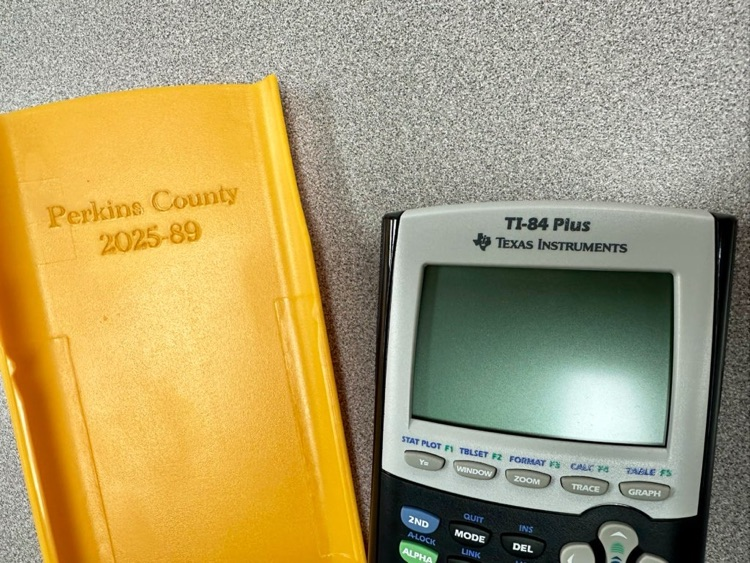 Perkins County
2025-89
TI-84 Plus
TEXAS INSTRUMENTS
STAT PLOT F1 TBLSET F2 FORMAT F3 CALC F4 TABLE F5
Y= WINDOW ZOOM TRACE GRAPH
QUIT INS
2ND MODE DEL
A-LOCK LINK
ALPHA